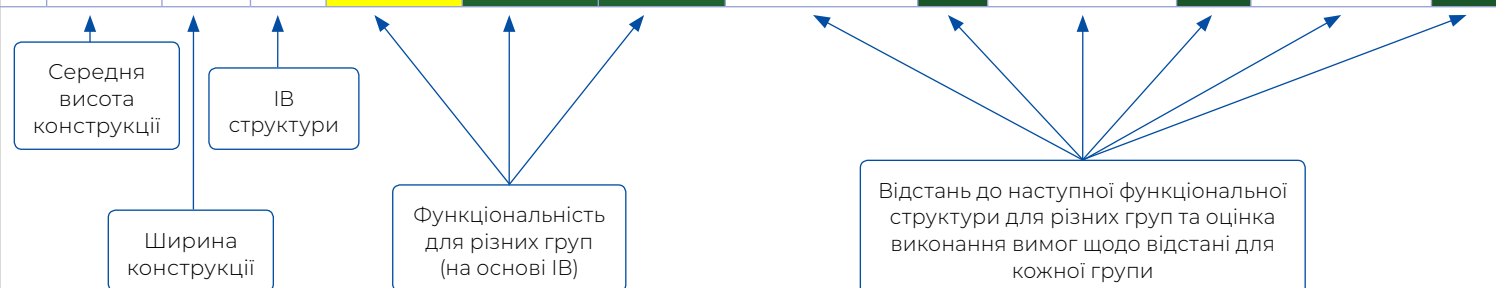 Середня
висота
конструкції
ІВ
структури
Ширина
конструкції
Функціональність
для різних груп
(на основі ІВ)
Відстань до наступної функціональної
структури для різних груп та оцінка
виконання вимог щодо відстані для
кожної групи